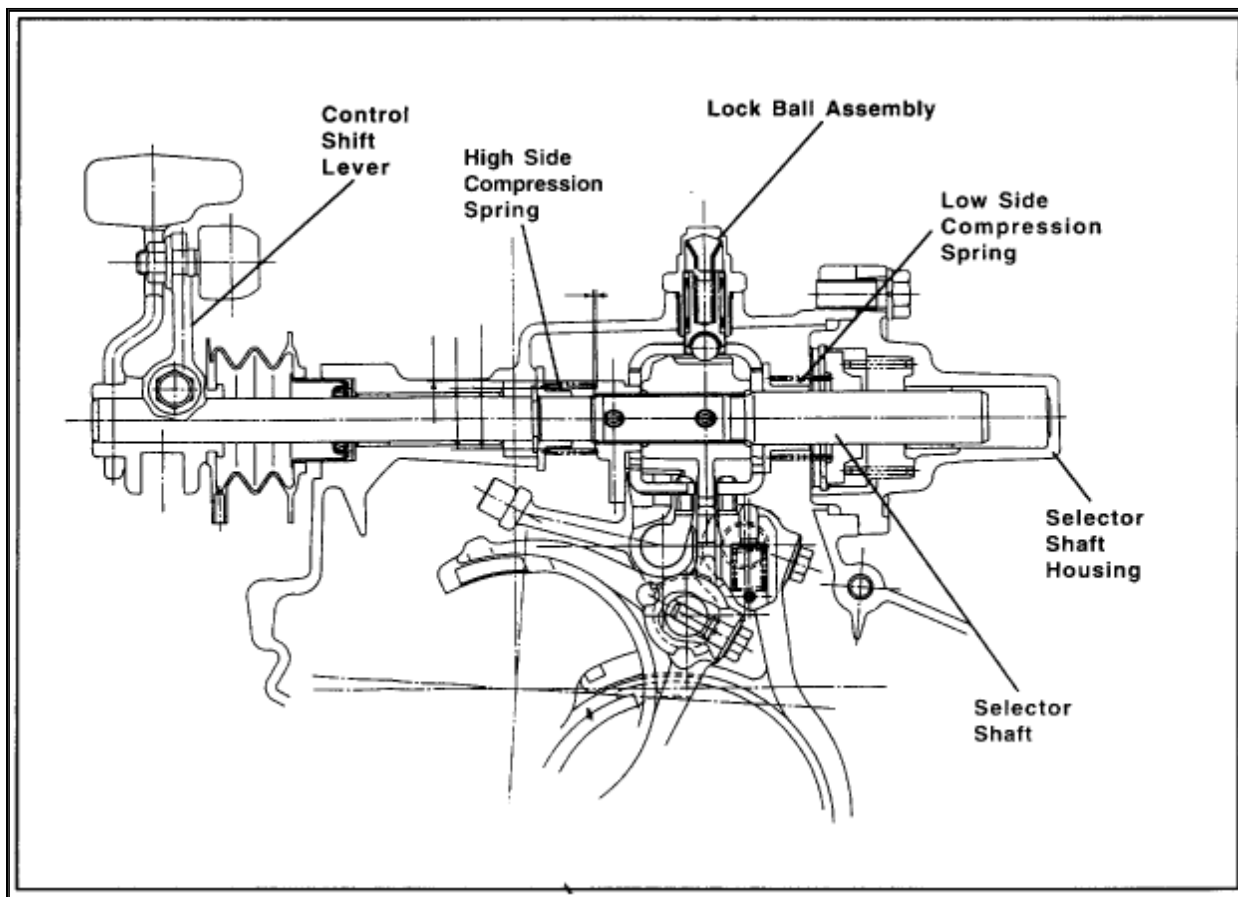 Control
Shift
Lever
High Side
Compression
Spring
Lock Ball Assembly
Low Side
Compression
Spring
Selector
Shaft
Housing
Selector
Shaft